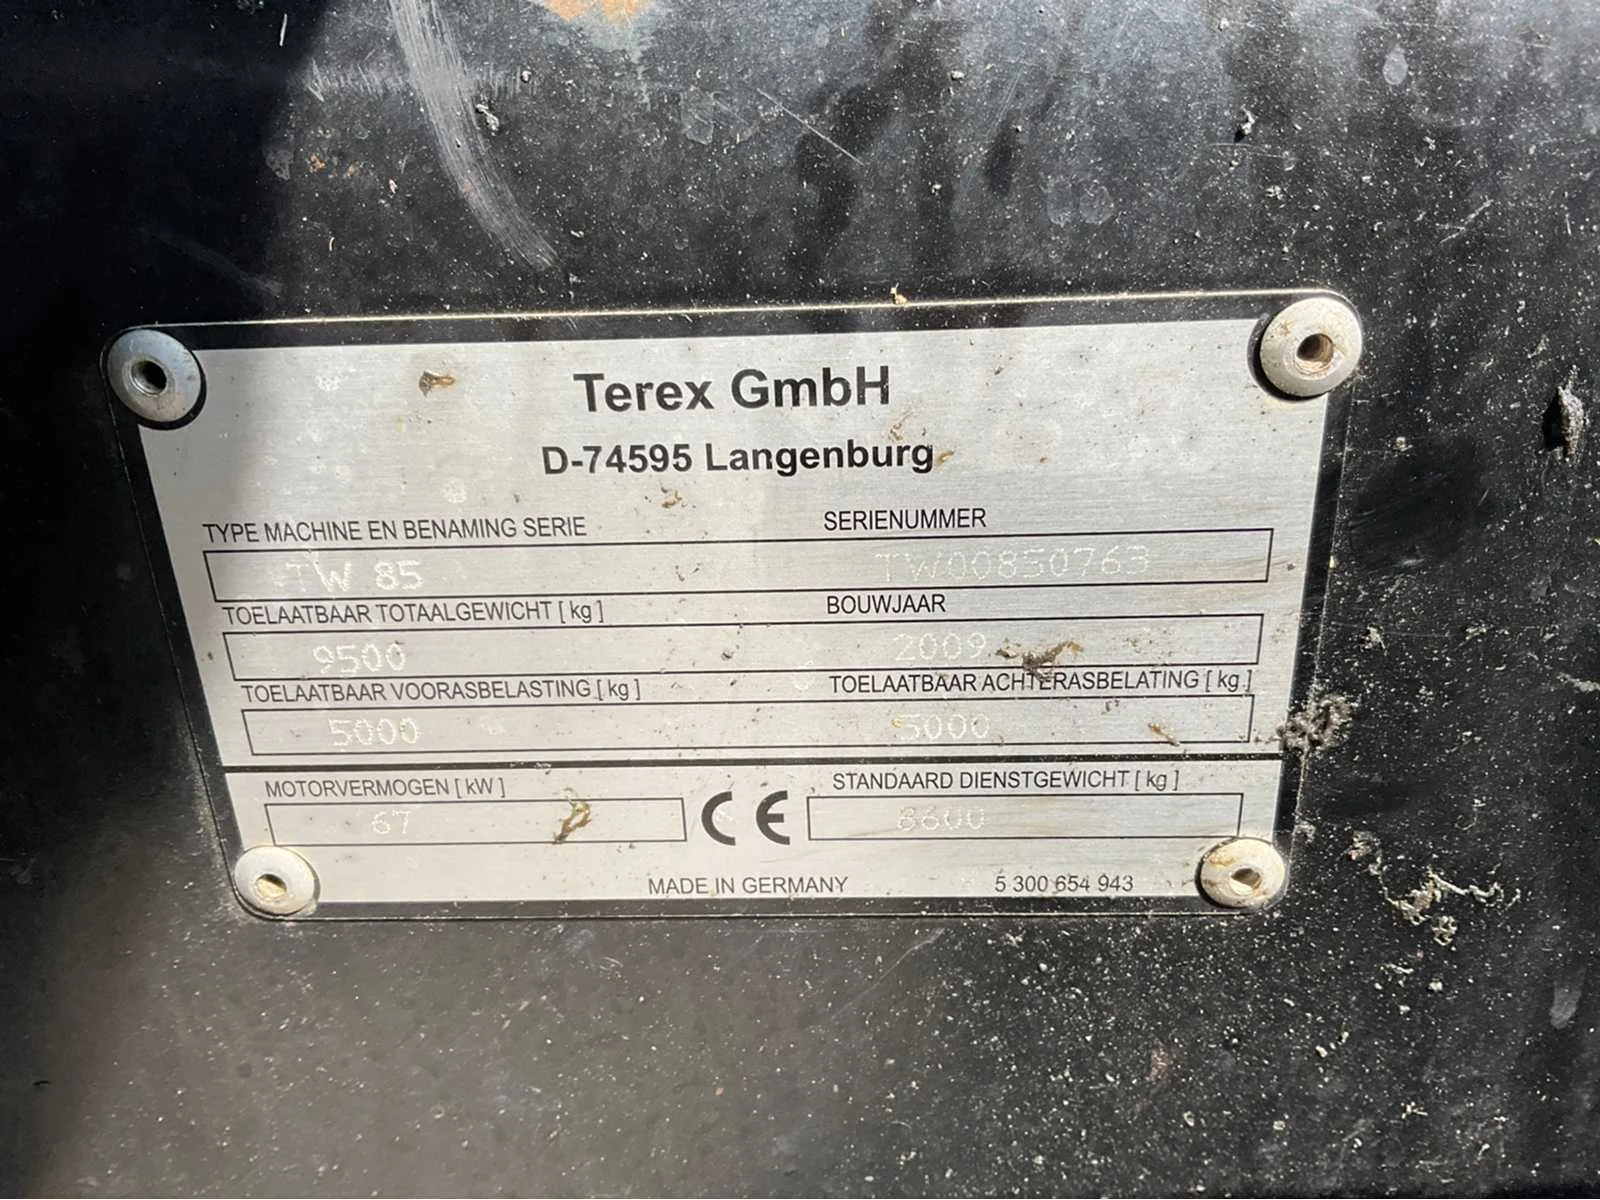 Terex GmbH
D-74595 Langenburg
TYPE MACHINE EN BENAMING SERIE SERIENUMMER
TW 85 TW00850763
TOELAATBAAR TOTAALGEWICHT [ kg ] BOUWJAAR
9500 2009
TOELAATBAAR VOORASBELASTING [ kg ] TOELAATBAAR ACHTERASBELATING [ kg ]
5000 5000
MOTORVERMOGEN [ kW ] STANDAARD DIENSTGEWICHT [ kg ]
67 CE 8600
MADE IN GERMANY 5 300 654 943